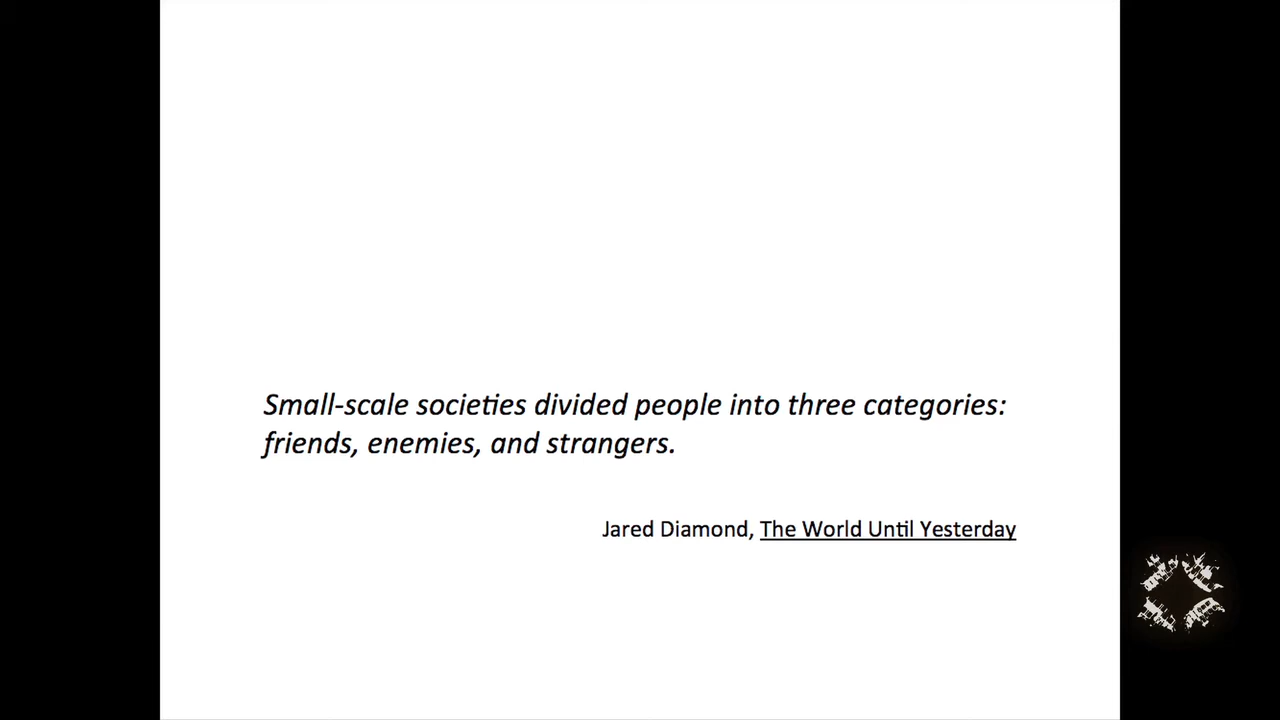 Small-scale societies divided people into three categories:
friends, enemies, and strangers.
Jared Diamond, The World Until Yesterday